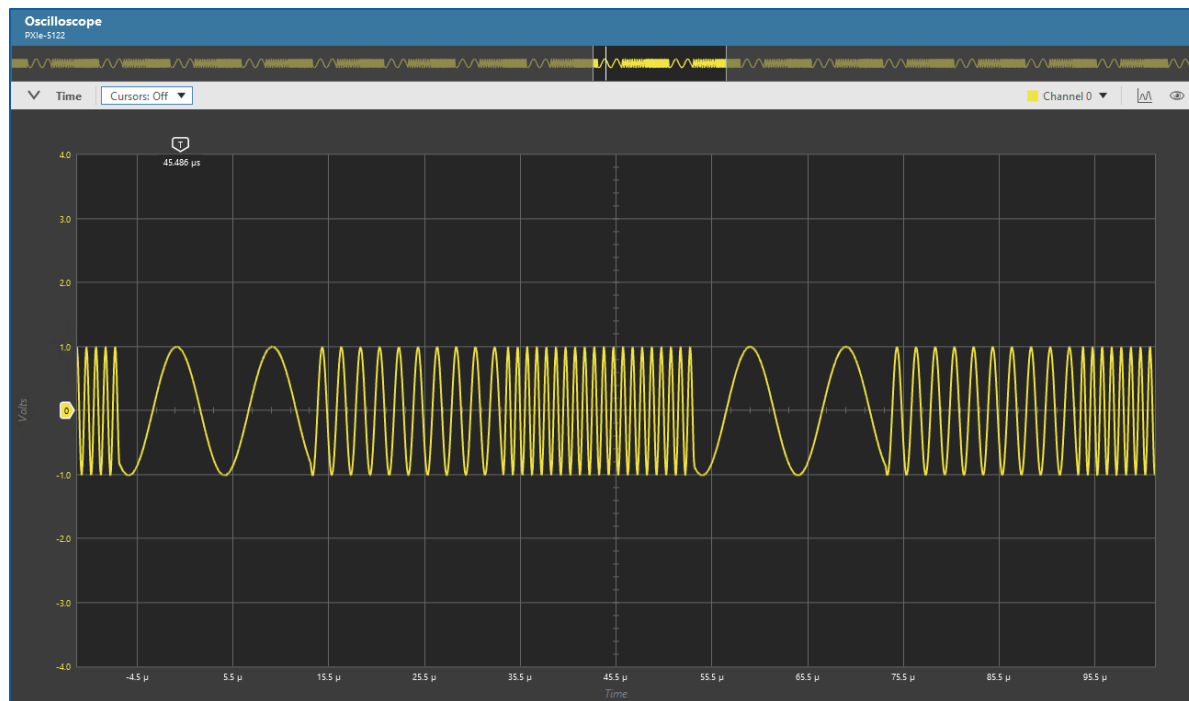 Oscilloscope
PXIe-5122
Time
Cursors: Off
Channel 0
T
45.486 µs
4.0
3.0
2.0
1.0
0
-1.0
-2.0
-3.0
-4.0
Volts
-4.5 µ 5.5 µ 15.5 µ 25.5 µ 35.5 µ 45.5 µ 55.5 µ 65.5 µ 75.5 µ 85.5 µ 95.5 µ
Time